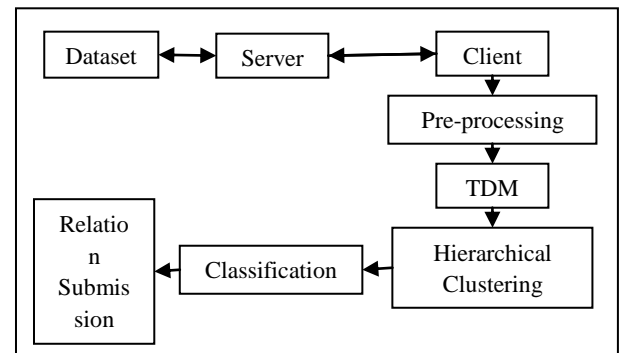 Dataset
Server
Client
Pre-processing
TDM
Hierarchical
Clustering
Classification
Relatio
n
Submis
sion